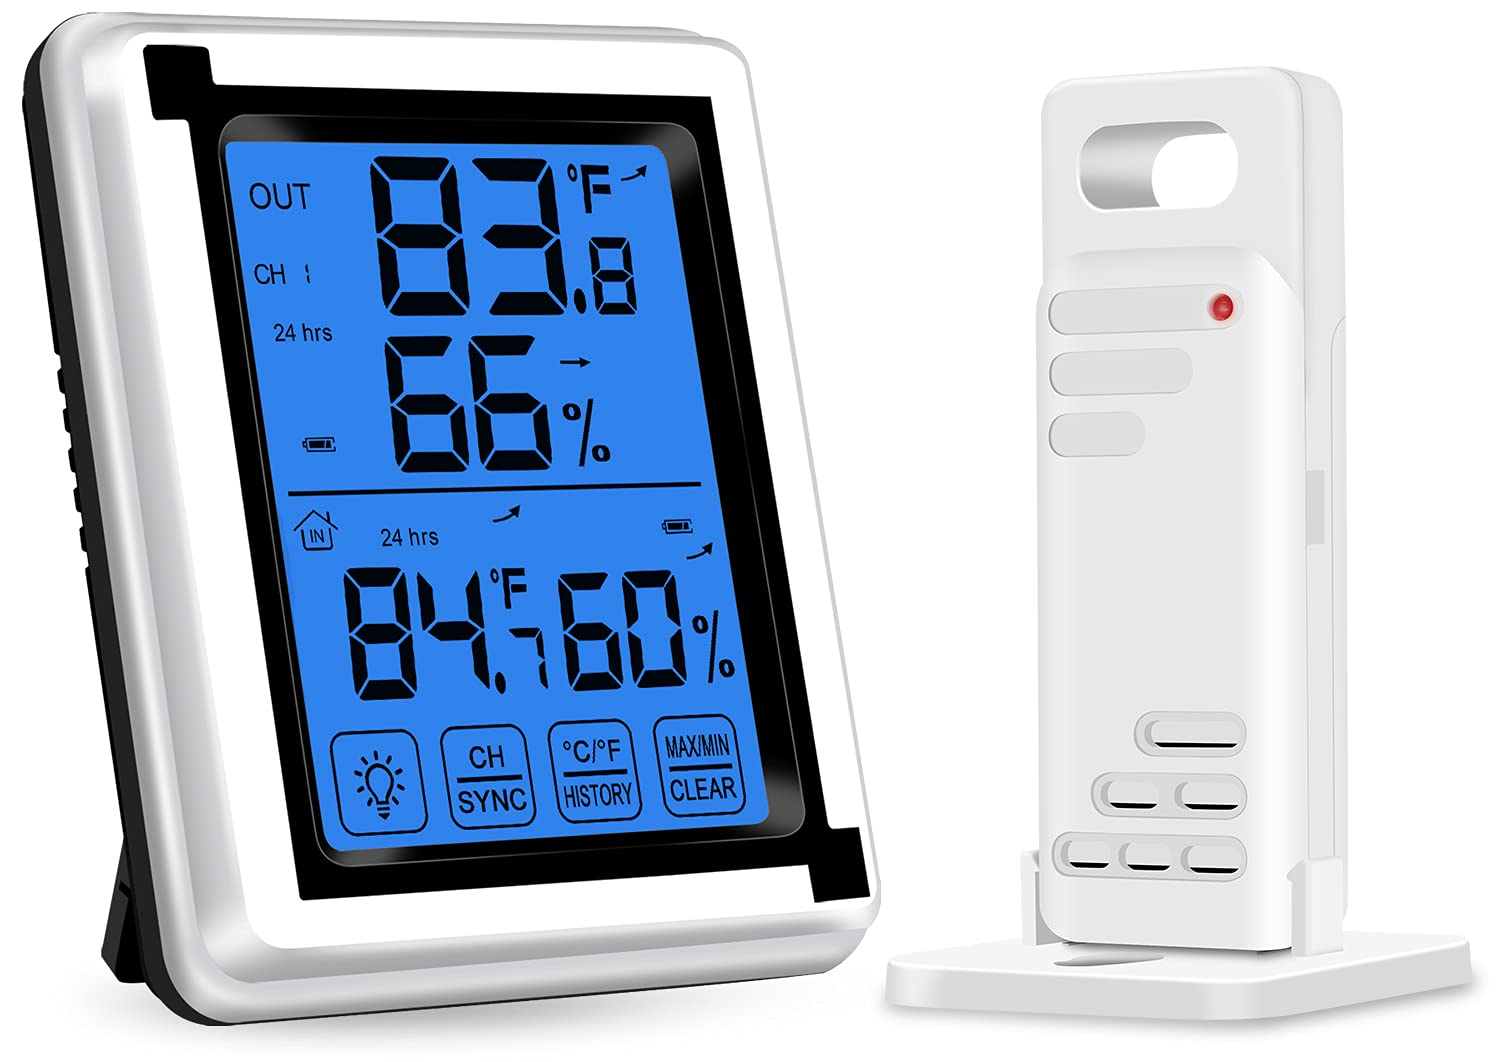 OUT
83.8 °F
CH 1
24 hrs
66 %
IN
24 hrs
84.7 °F 60 %
CH
SYNC
°C/°F
HISTORY
MAX/MIN
CLEAR